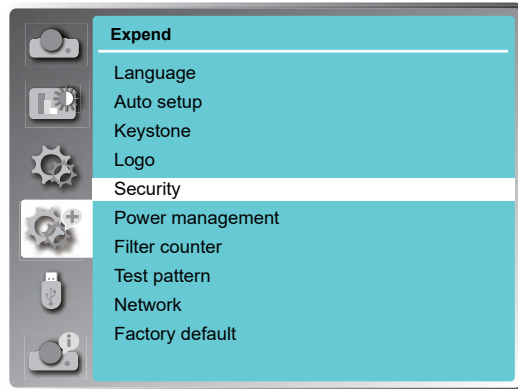 Expend
Language
Auto setup
Keystone
Logo
Security
Power management
Filter counter
Test pattern
Network
Factory default